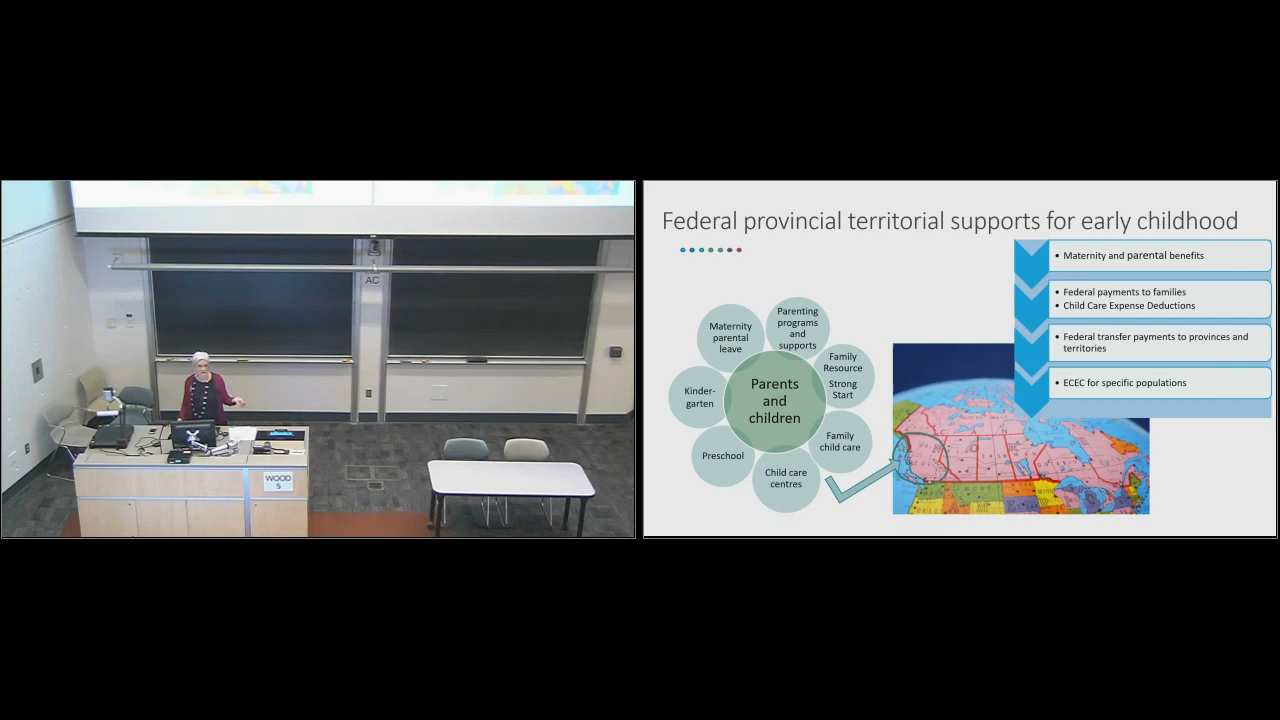 AC
WOOD
S
Federal provincial territorial supports for early childhood
• Maternity and parental benefits
• Federal payments to families
• Child Care Expense Deductions
• Federal transfer payments to provinces and
territories
• ECEC for specific populations
Parenting
programs
and
supports
Maternity
parental
leave
Family
Resource
Strong
Start
Kinder-
garten
Parents
and
children
Family
child care
Preschool
Child care
centres